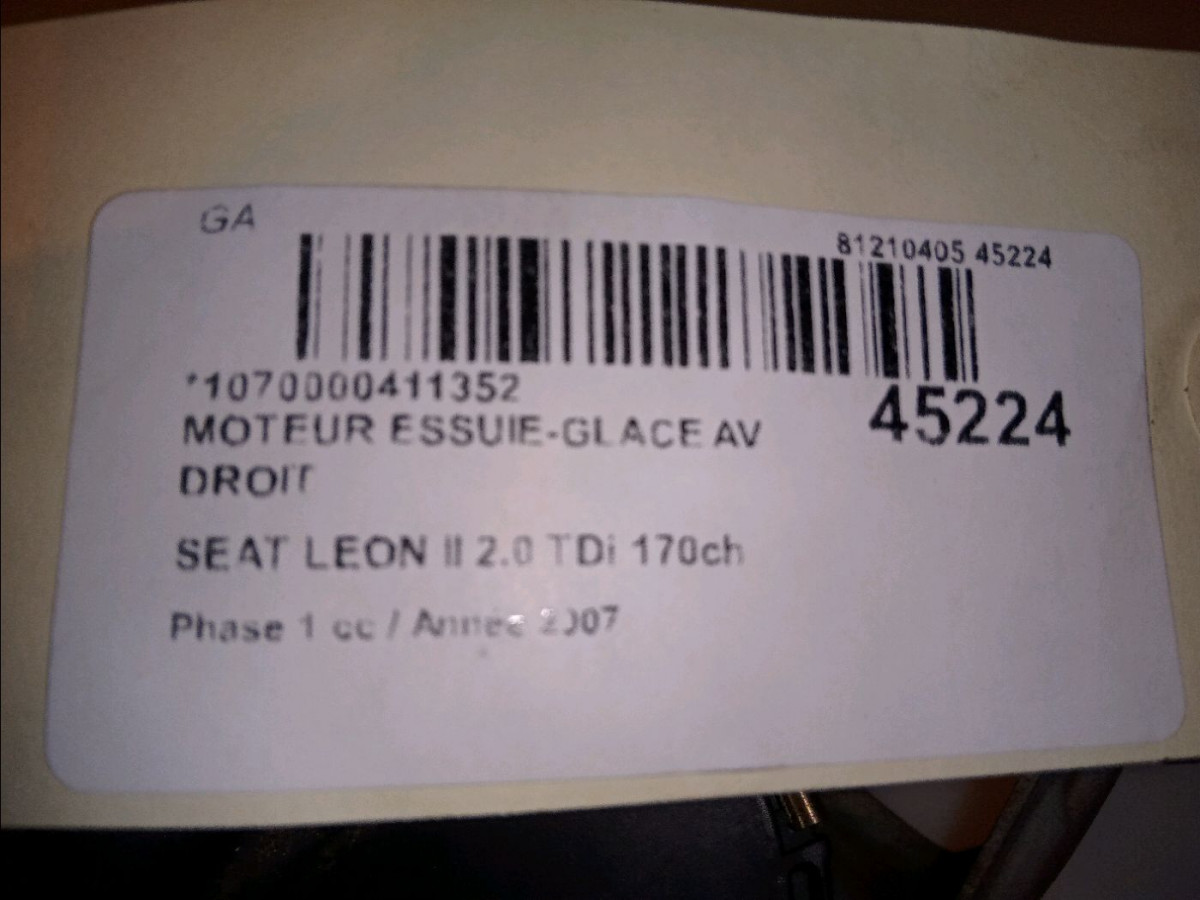 GA
81210405 45224
*1070000411352
45224
MOTEUR ESSUIE-GLACE AV
DROIT
SEAT LEON II 2.0 TDi 170ch
Phase 1 cc / Année 2007